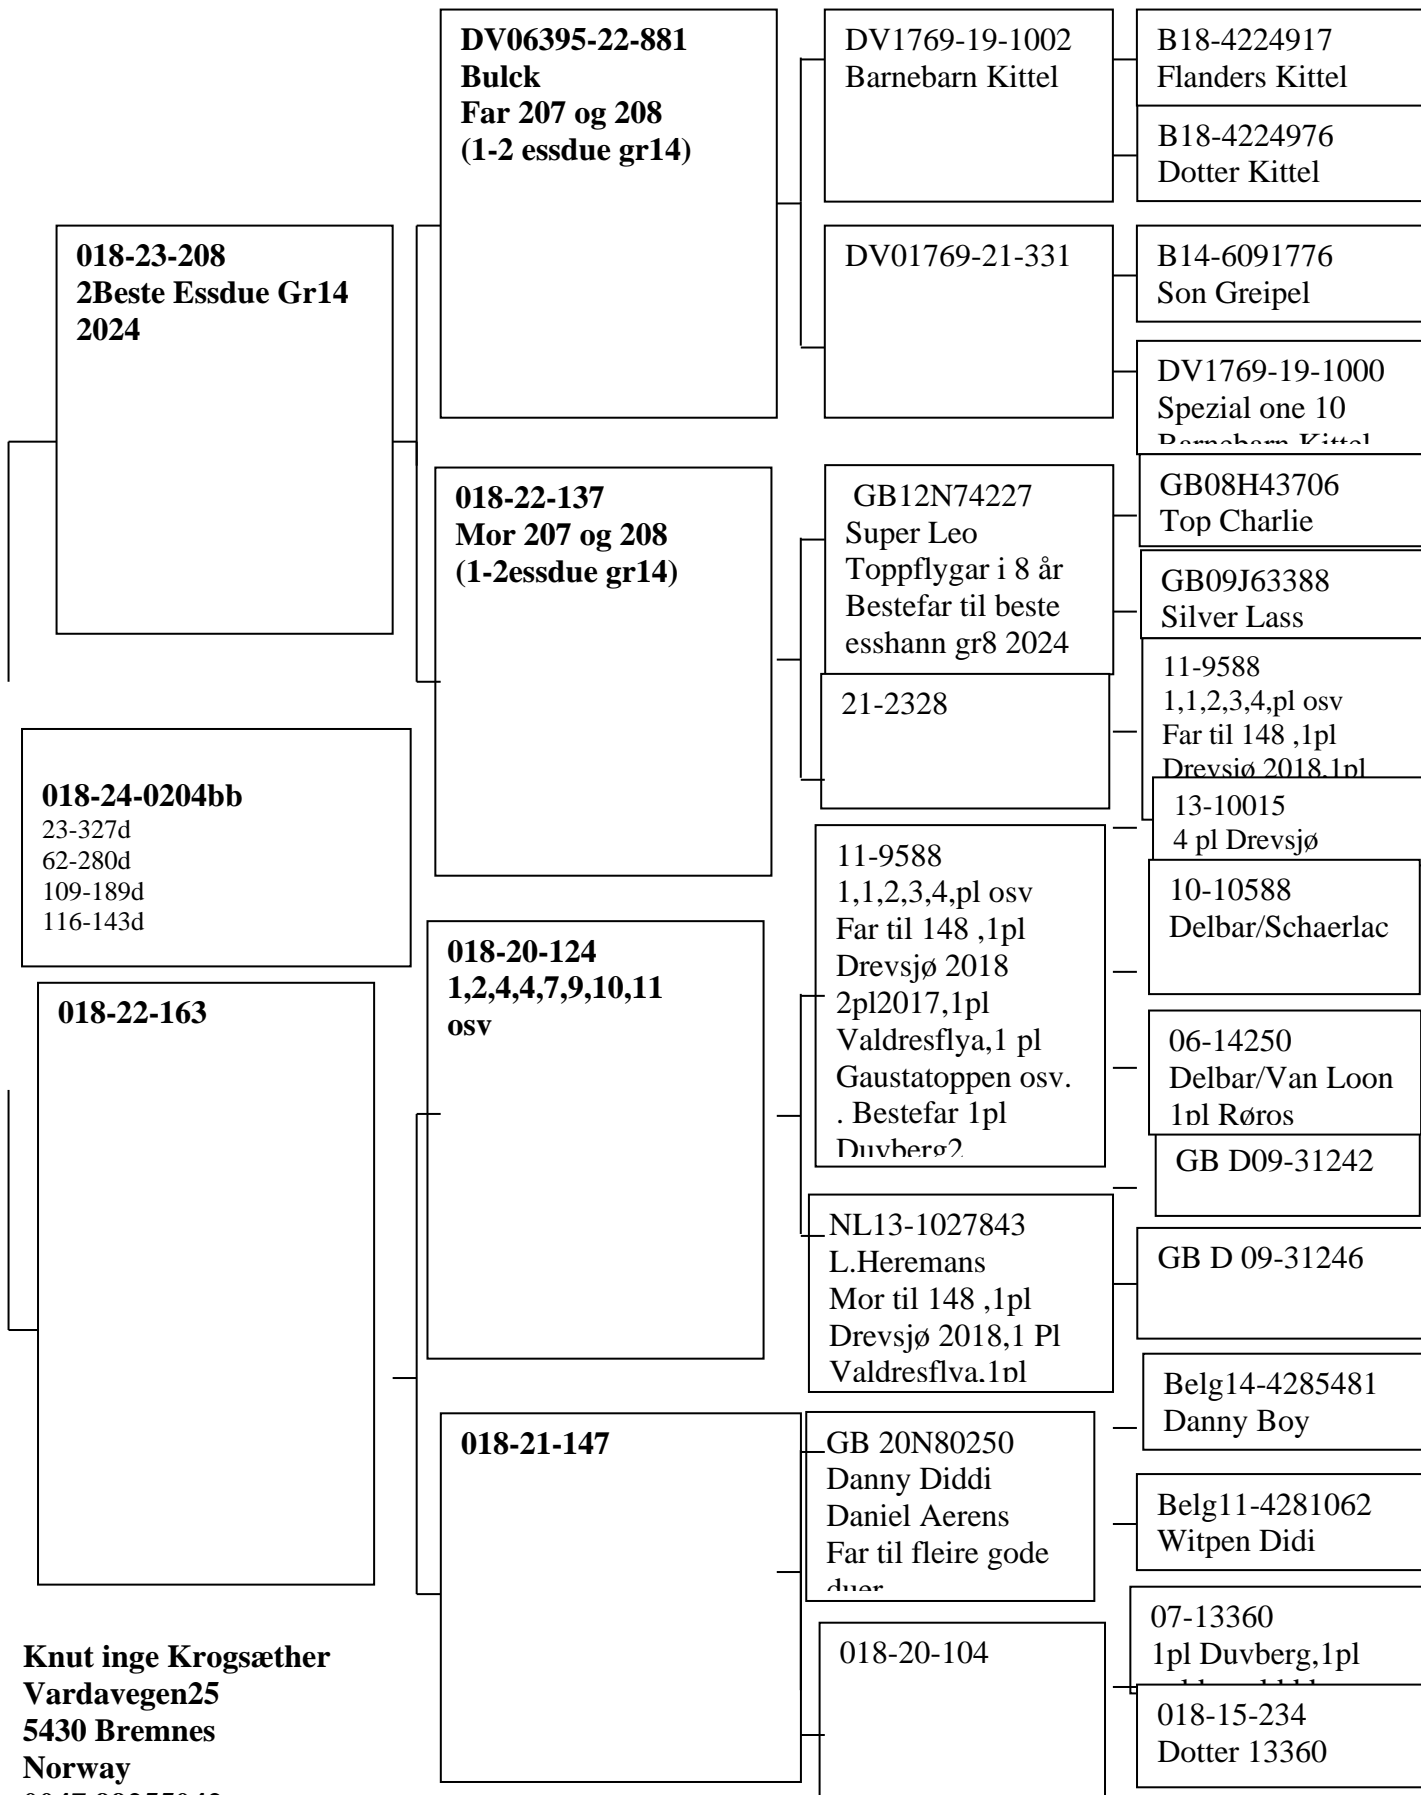 018-24-0204bb
23-327d
62-280d
109-189d
116-143d
018-23-208
2Beste Essdue Gr14
2024
018-22-163
DV06395-22-881
Bulck
Far 207 og 208
(1-2 essdue gr14)
018-22-137
Mor 207 og 208
(1-2essdue gr14)
018-20-124
1,2,4,4,7,9,10,11
osv
018-21-147
DV1769-19-1002
Barnebarn Kittel
DV01769-21-331
GB12N74227
Super Leo
Toppflygar i 8 år
Bestefar til beste
esshann gr8 2024
21-2328
11-9588
1,1,2,3,4,pl osv
Far til 148 ,1pl
Drevsjø 2018
2pl2017,1pl
Valdresflya,1 pl
Gaustatoppen osv.
. Bestefar 1pl
Duvberg2
NL13-1027843
L.Heremans
Mor til 148 ,1pl
Drevsjø 2018,1 Pl
Valdresflya,1pl
GB 20N80250
Danny Diddi
Daniel Aerens
Far til fleire gode
duer
018-20-104
B18-4224917
Flanders Kittel
B18-4224976
Dotter Kittel
B14-6091776
Son Greipel
DV1769-19-1000
Spezial one 10
Barnebarn Kittel
GB08H43706
Top Charlie
GB09J63388
Silver Lass
11-9588
1,1,2,3,4,pl osv
Far til 148 ,1pl
Drevsjø 2018,1pl
13-10015
4 pl Drevsjø
10-10588
Delbar/Schaerlac
06-14250
Delbar/Van Loon
1pl Røros
GB D09-31242
GB D 09-31246
Belg14-4285481
Danny Boy
Belg11-4281062
Witpen Didi
07-13360
1pl Duvberg,1pl
018-15-234
Dotter 13360
Knut inge Krogsæther
Vardavegen25
5430 Bremnes
Norway